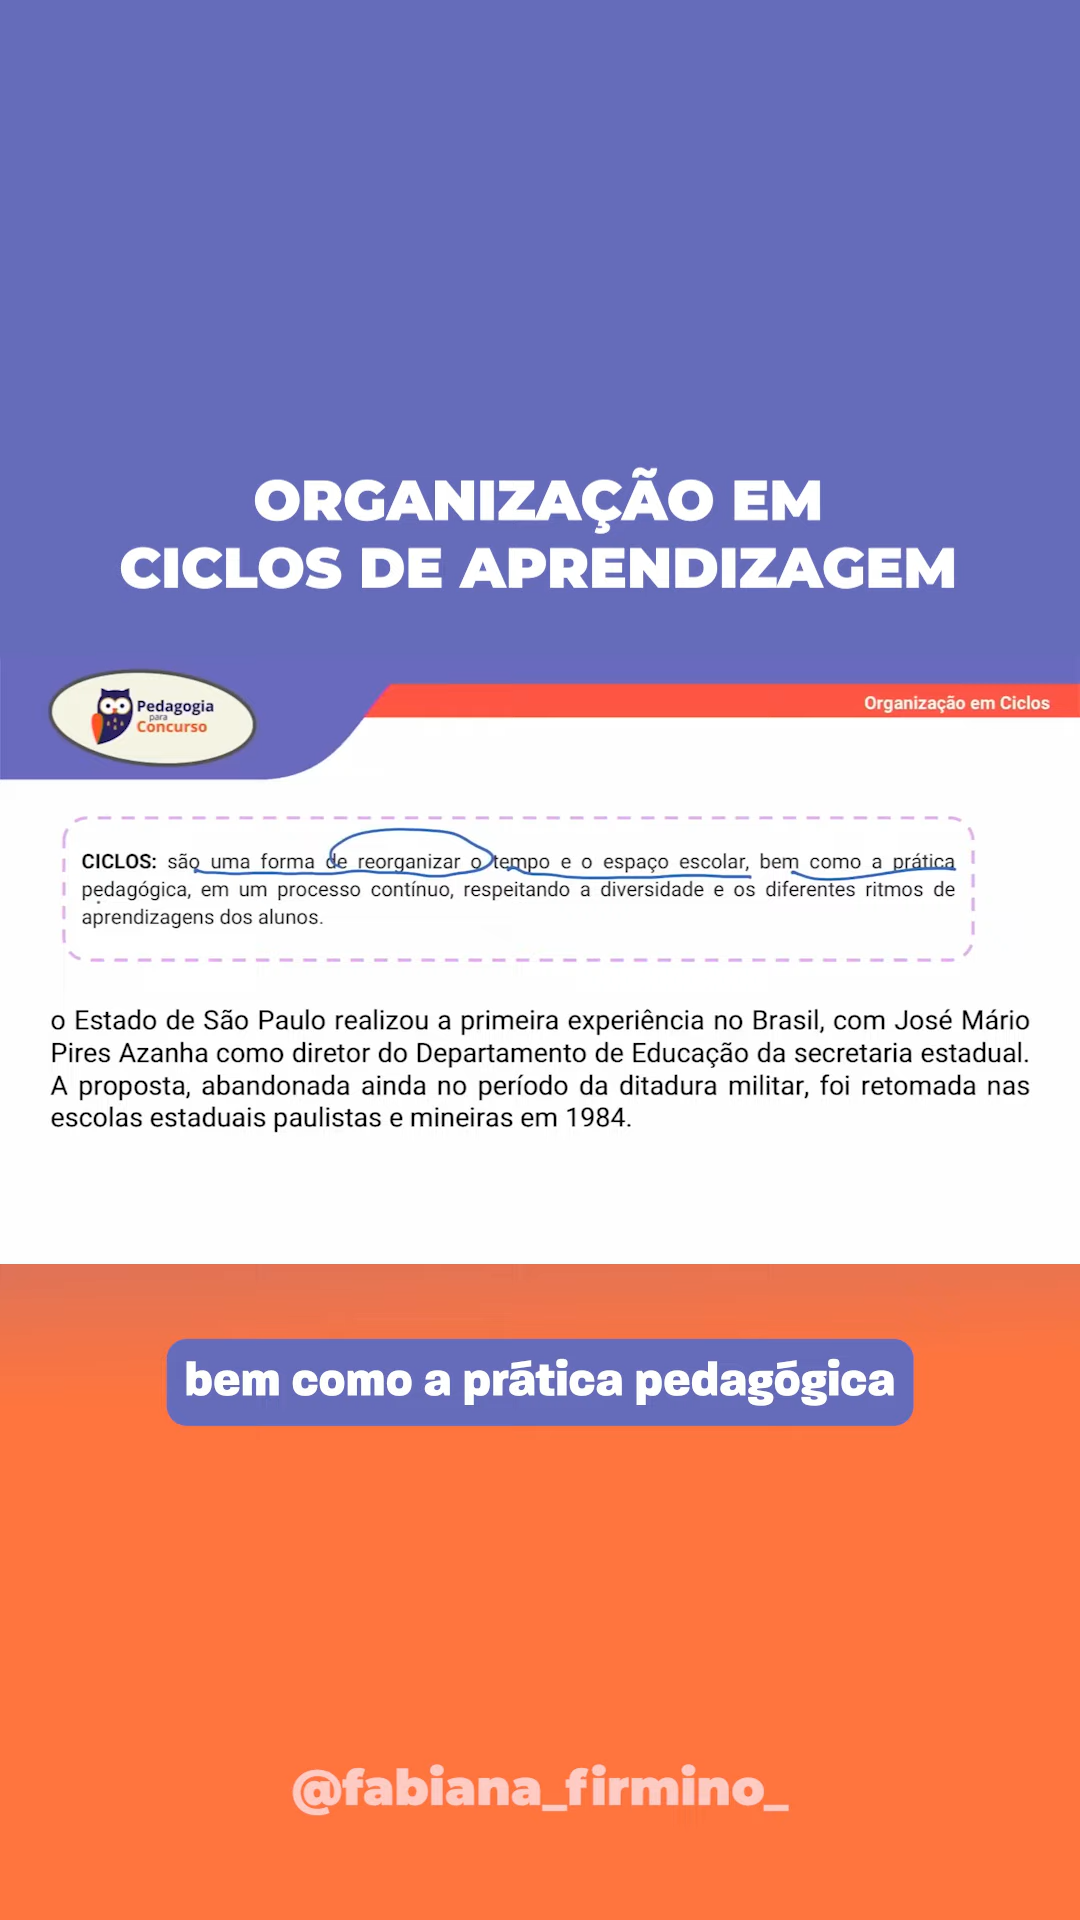 ORGANIZAÇÃO EM
CICLOS DE APRENDIZAGEM
Pedagogia
para
Concurso
Organização em Ciclos
CICLOS: são uma forma de reorganizar o tempo e o espaço escolar, bem como a prática
pedagógica, em um processo contínuo, respeitando a diversidade e os diferentes ritmos de
aprendizagens dos alunos.
o Estado de São Paulo realizou a primeira experiência no Brasil, com José Mário
Pires Azanha como diretor do Departamento de Educação da secretaria estadual.
A proposta, abandonada ainda no período da ditadura militar, foi retomada nas
escolas estaduais paulistas e mineiras em 1984.
bem como a prática pedagógica
@fabiana_firmino_